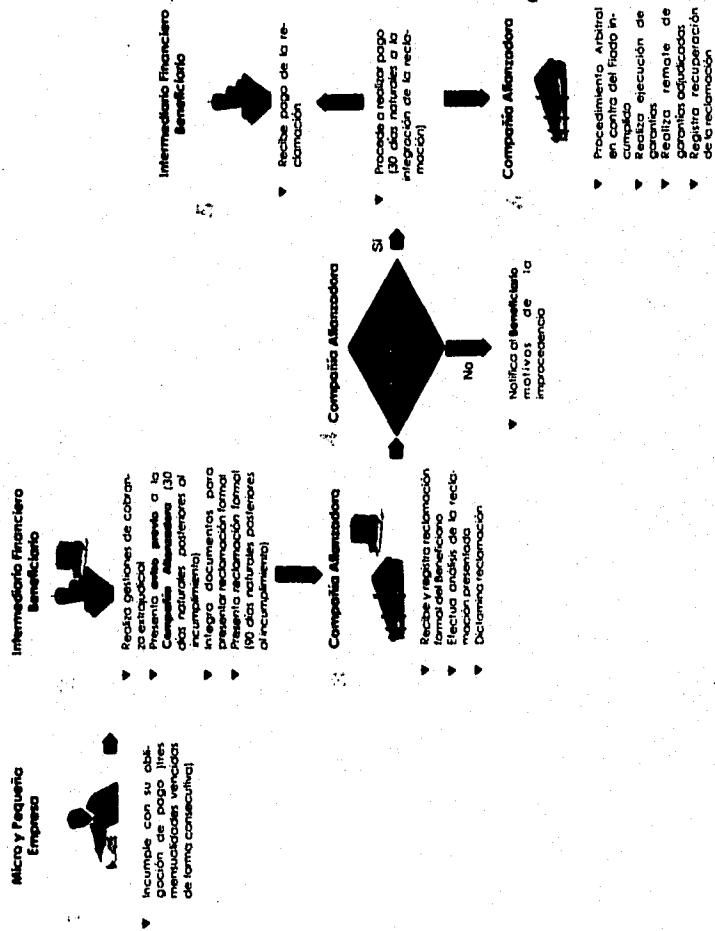 Micro y Pequeña
Empresa
Incumple con su obli-
gación de pago (tres
mensualidades vencidas
de forma consecutiva)
Intermediario Financiero
Beneficiario
Realiza gestiones de cobran-
za extrajudicial
Presenta previo a la
Compañía Afianzadora (30
días naturales posteriores al
incumplimiento)
Integra documentos para
presentar reclamación formal
Presenta reclamación formal
(90 días naturales posteriores
al incumplimiento)
Compañía Afianzadora
Recibe y registra reclamación
formal del Beneficiario
Efectua análisis de la recla-
mación presentada
Dictamina reclamación
Compañía Afianzadora
Sí
No
Notifica al Beneficiario
motivos de la
improcedencia
Intermediario Financiero
Beneficiario
Recibe pago de la re-
clamación
Procede a realizar pago
(30 días naturales a la
integración de la recla-
mación)
Compañía Afianzadora
Procedimiento Arbitral
en contra del Fiado in-
cumplido
Realiza ejecución de
garantías
Realiza remate de
garantías adjudicadas
Registra recuperación
de la reclamación